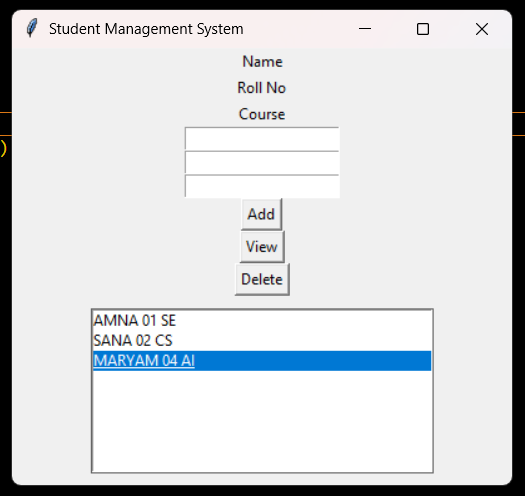 Student Management System
Name
Roll No
Course
)
Add
View
Delete
AMNA 01 SE
SANA 02 CS
MARYAM 04 AI